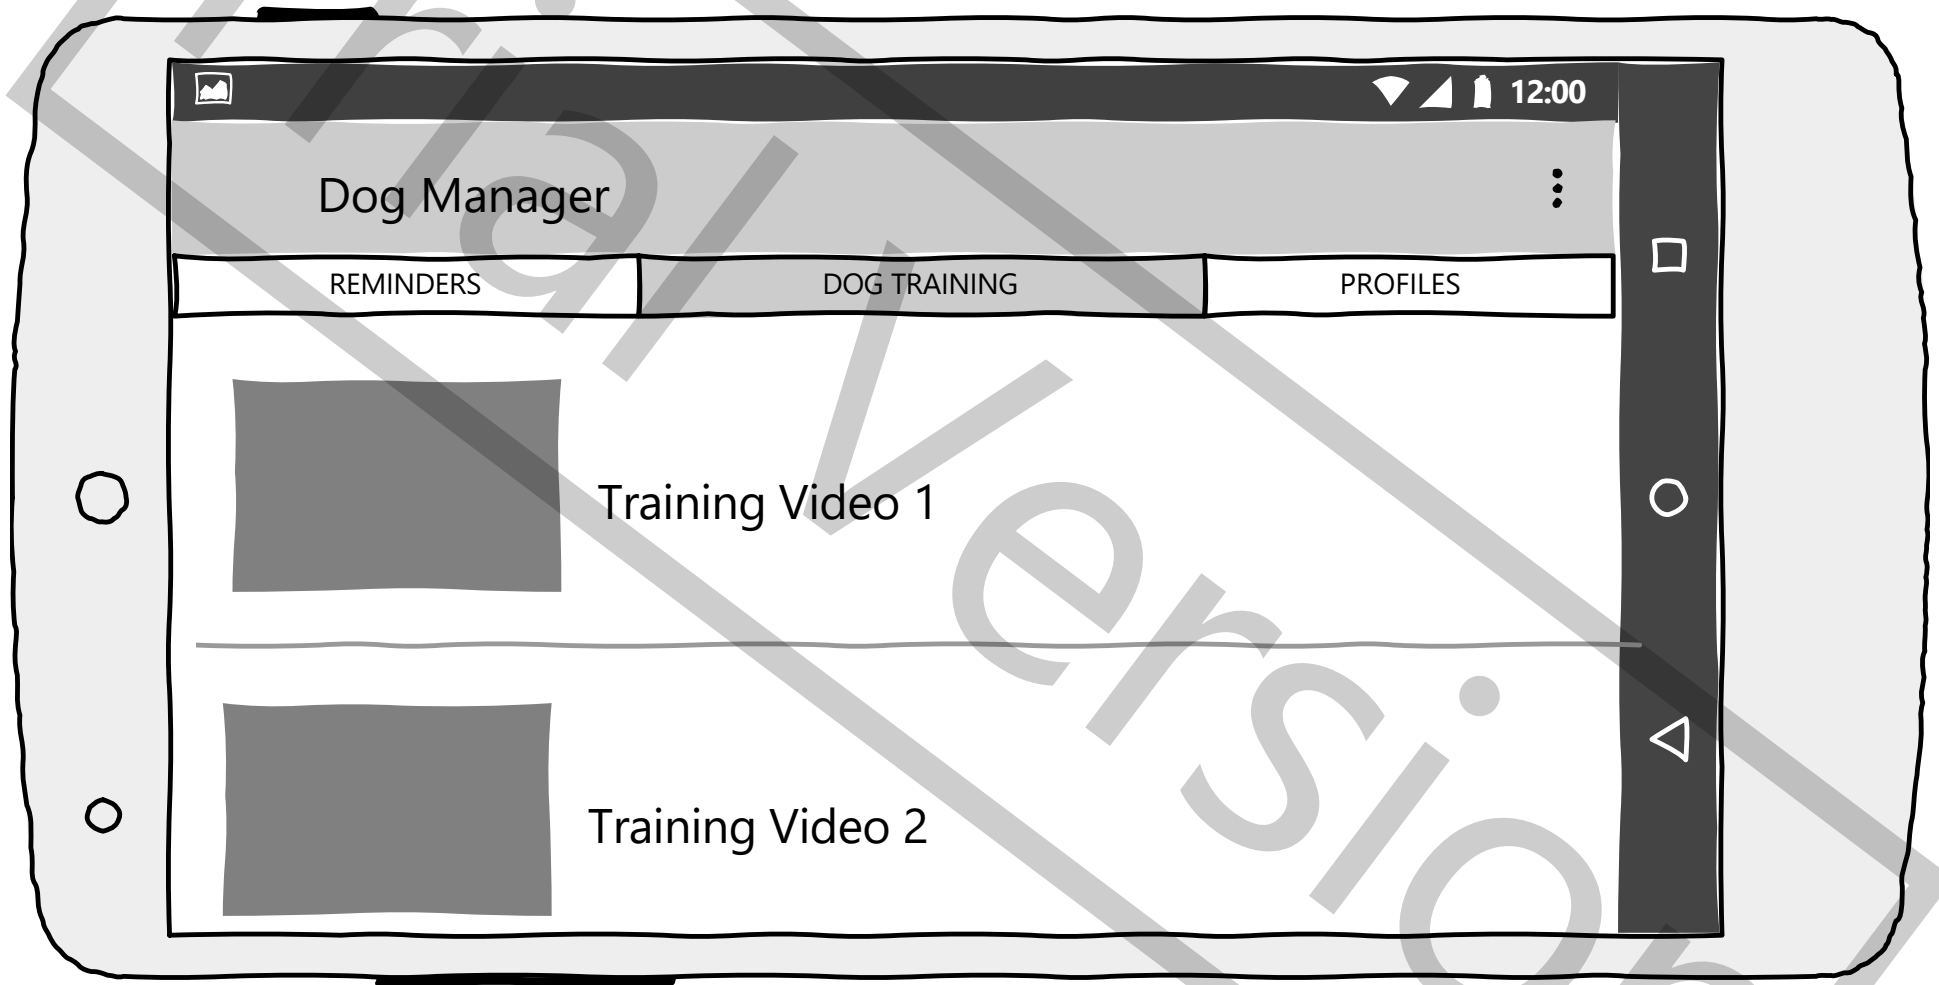 12:00
Dog Manager
REMINDERS
DOG TRAINING
PROFILES
Training Video 1
Training Video 2
Trial Version